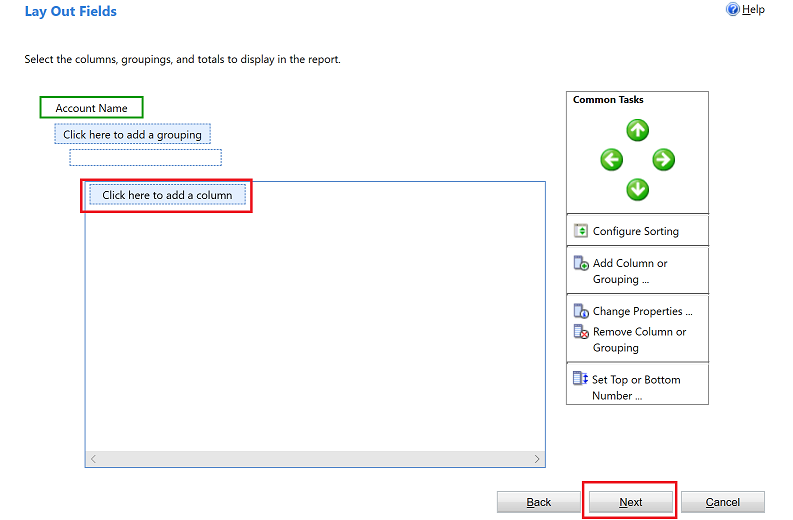 Lay Out Fields
Help
Select the columns, groupings, and totals to display in the report.
Account Name
Click here to add a grouping
Click here to add a column
Common Tasks
Configure Sorting
Add Column or
Grouping ...
Change Properties ...
Remove Column or
Grouping
Set Top or Bottom
Number ...
Back
Next
Cancel